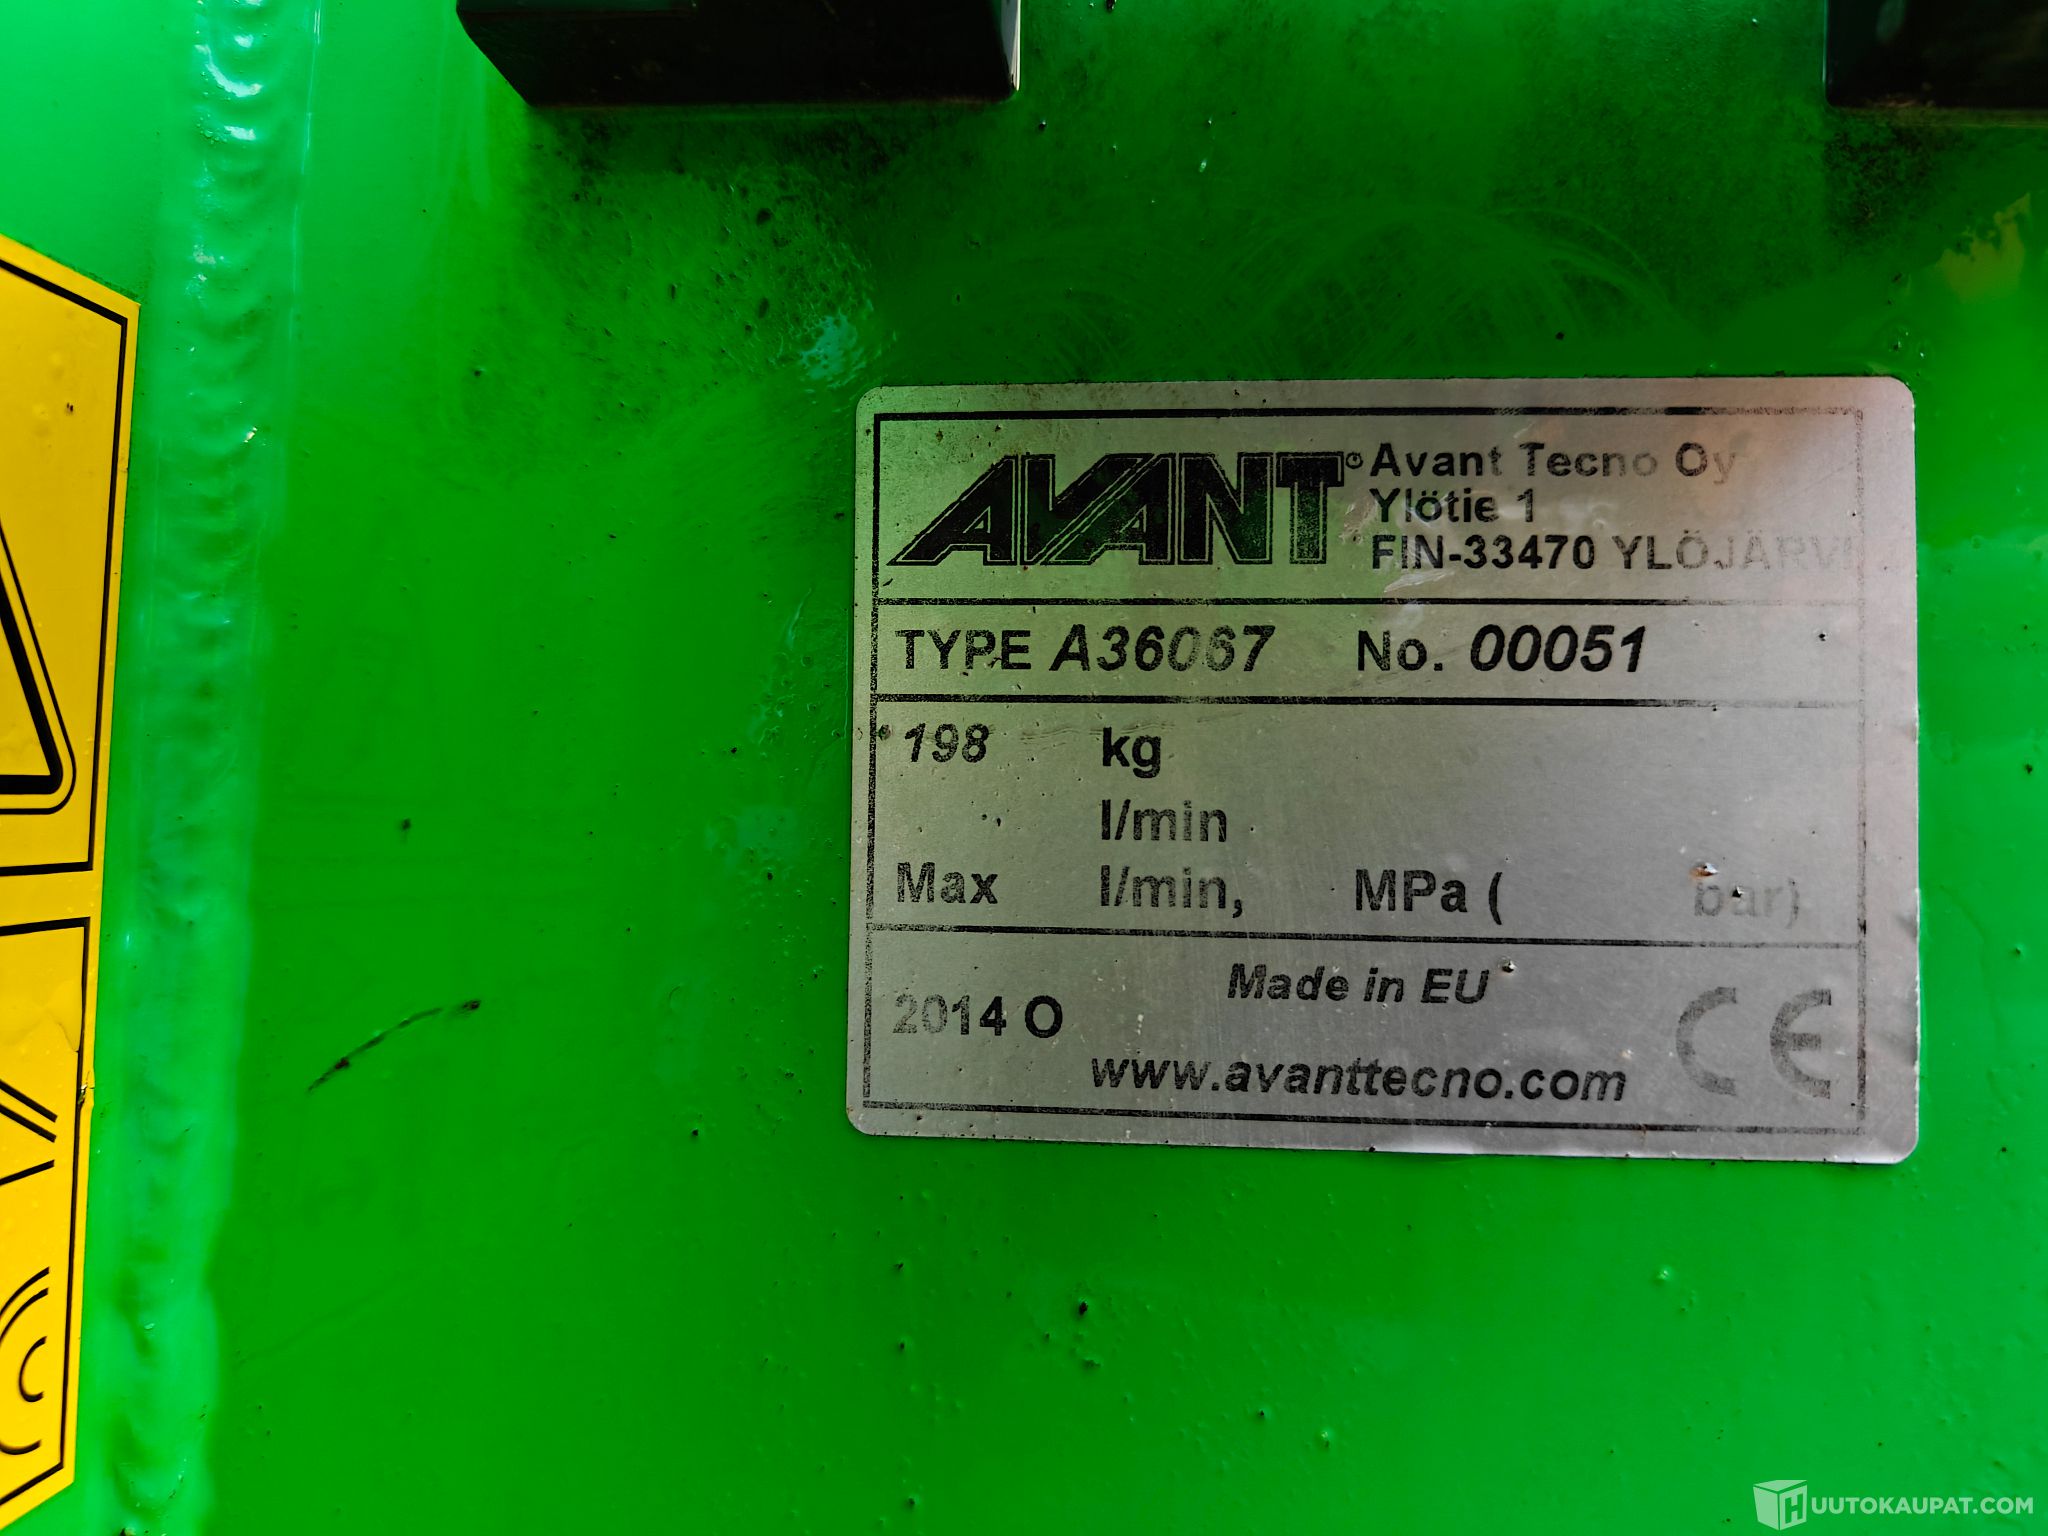 AVANT® Avant Tecno Oy
Ylötie 1
FIN-33470 YLÖJÄRVI
TYPE A36067 No. 00051
198 kg
l/min
Max l/min, MPa ( bar)
Made in EU
2014 O
CE
www.avanttecno.com
HUUTOKAUPAT.COM